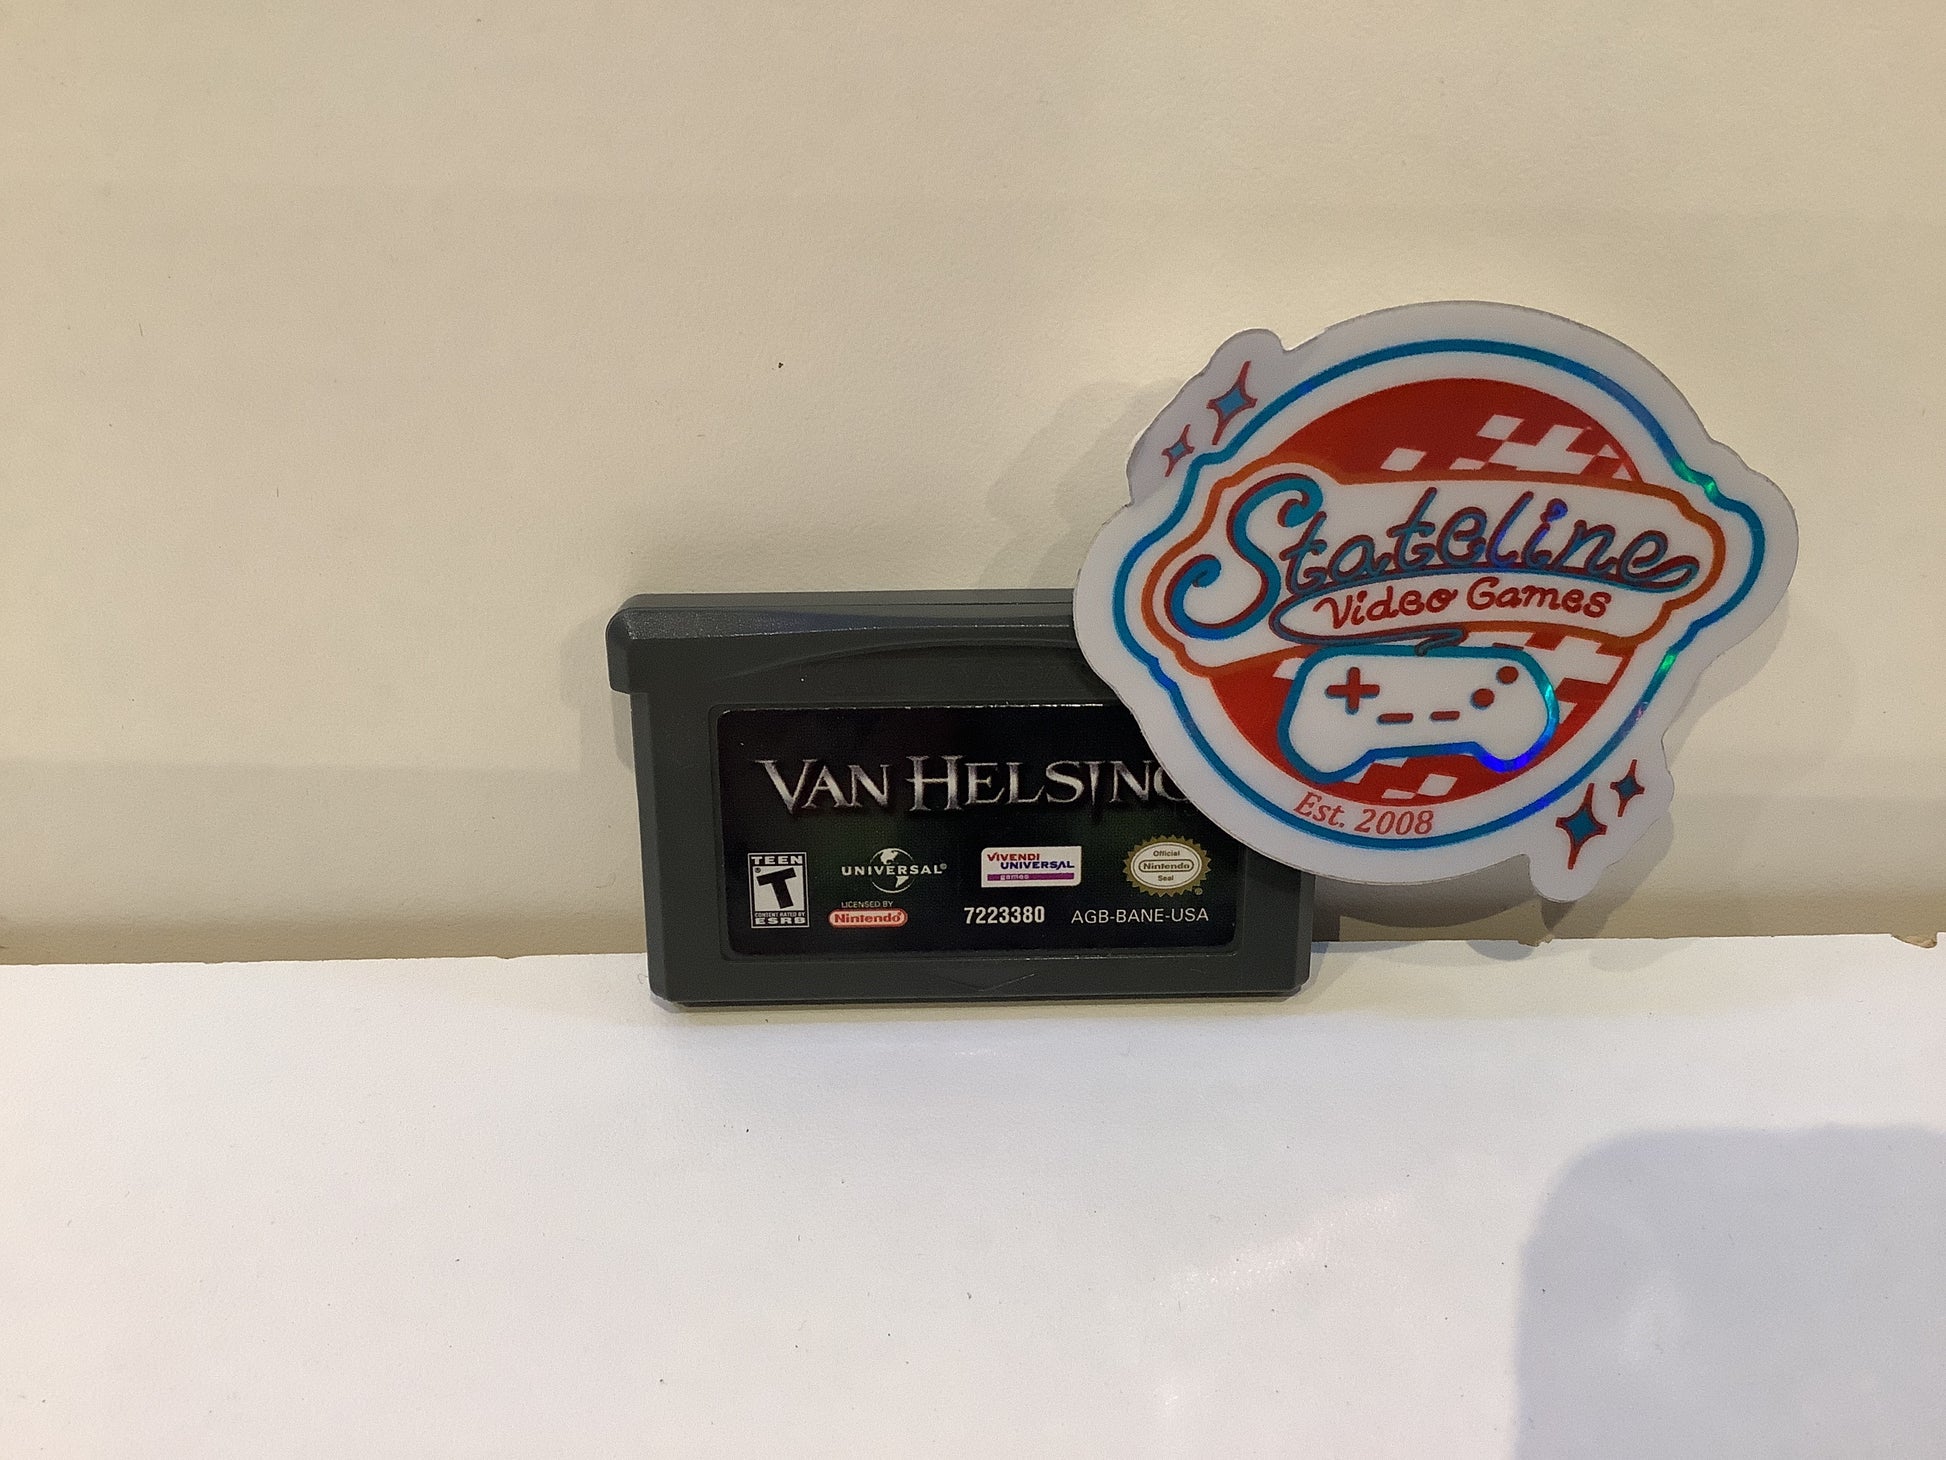 Stateline
Video Games
Est. 2008
VAN HELSING
TEEN
T
CONTENT RATED BY
ESRB
UNIVERSAL
LICENSED BY
Nintendo
VIVENDI
UNIVERSAL
games
Official
Nintendo
Seal
7223380
AGB-BANE-USA